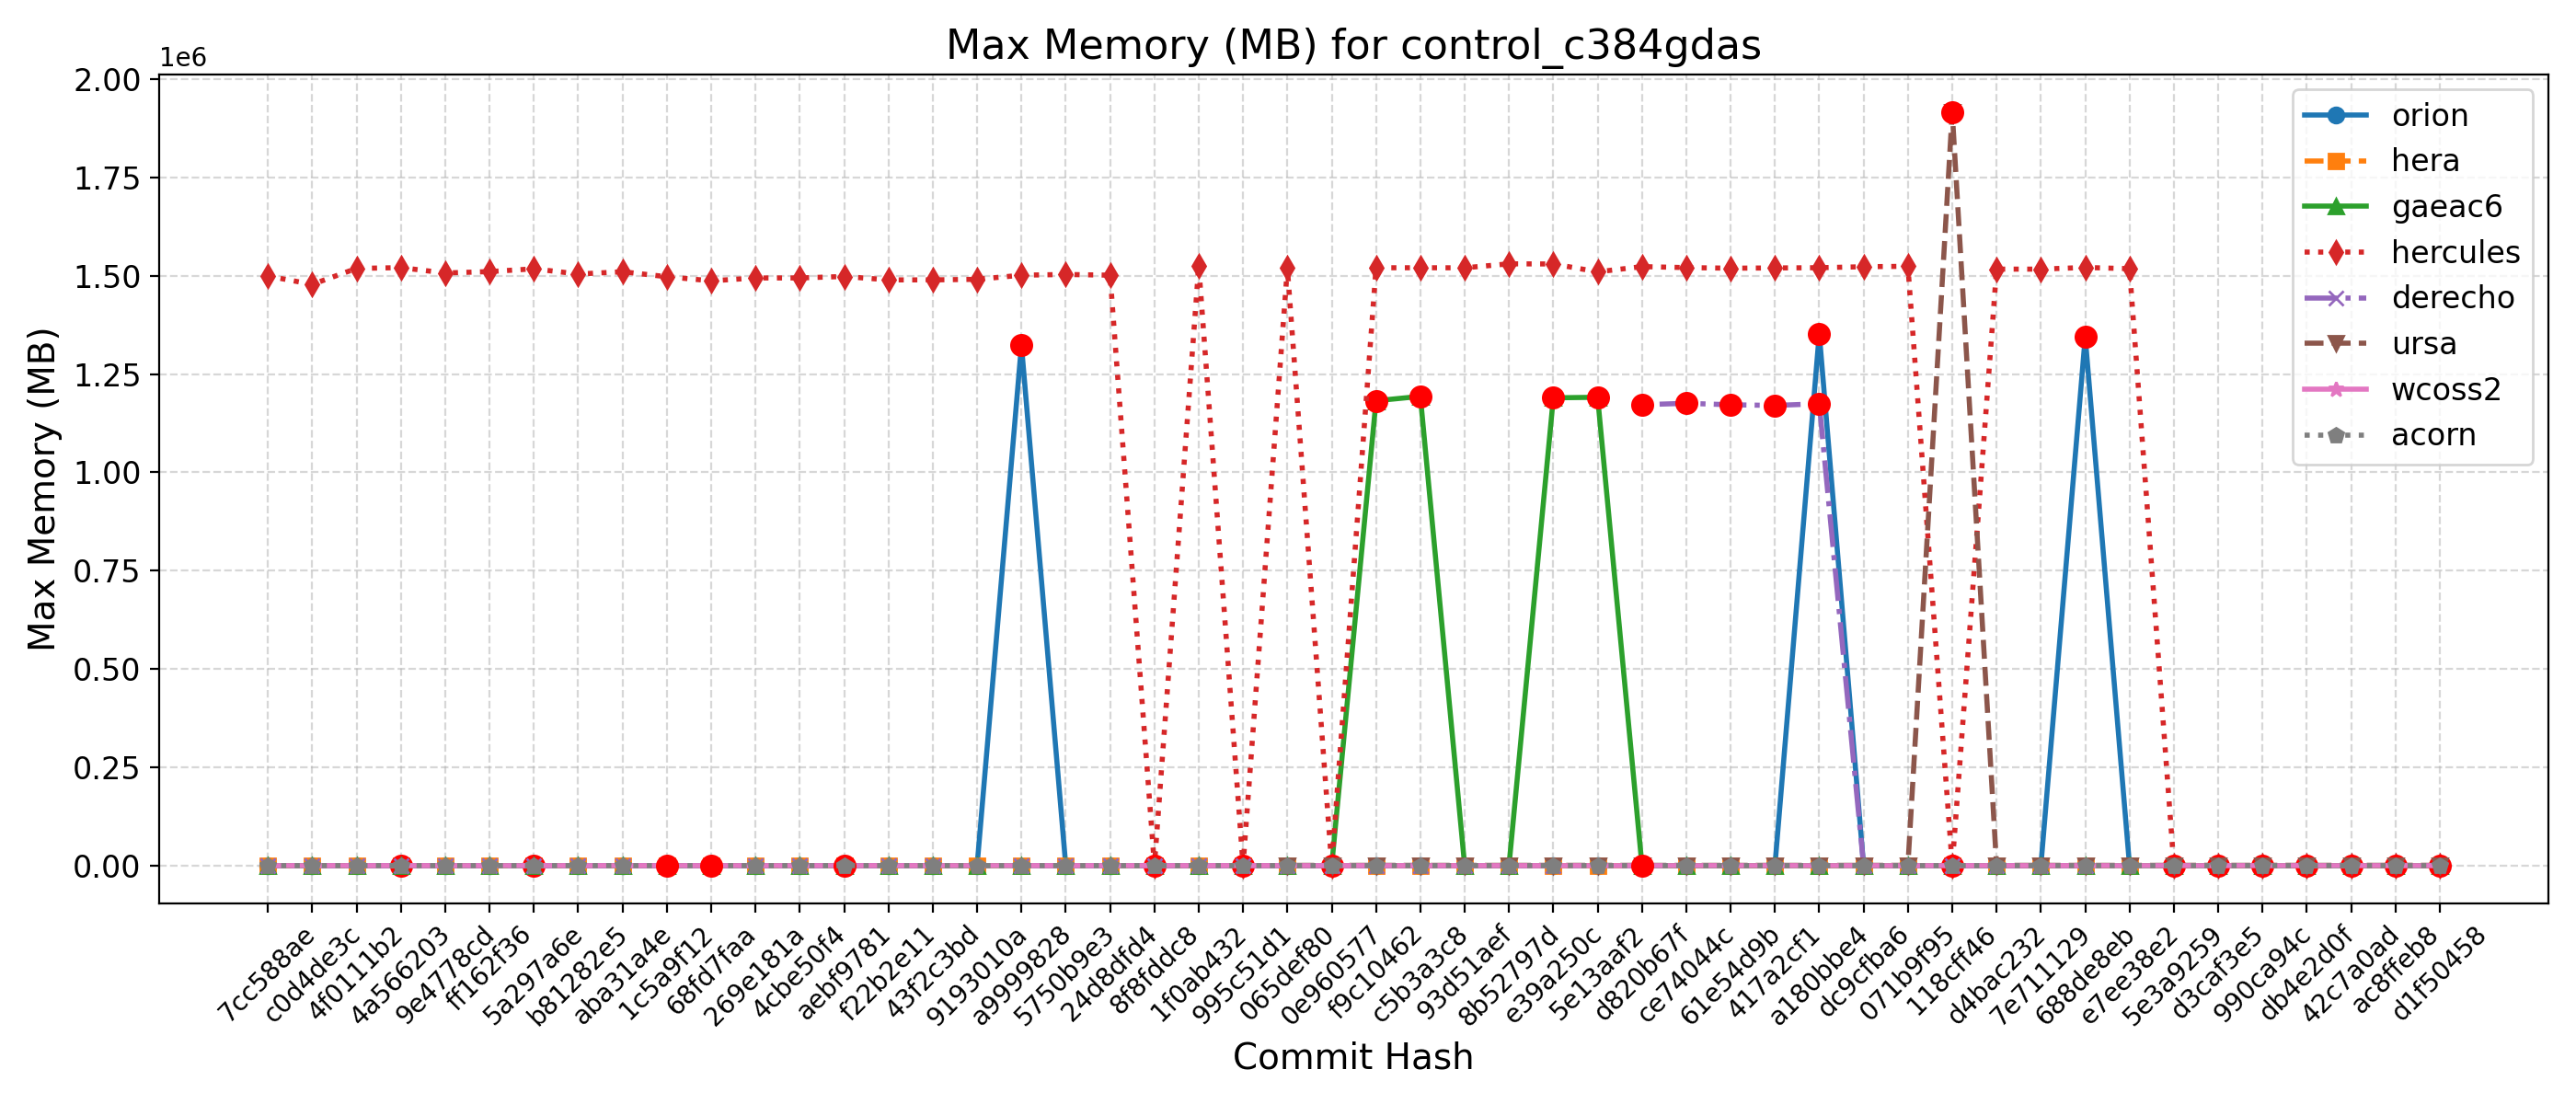 Max Memory (MB) for control_c384gdas
1e6
2.00
1.75
1.50
1.25
1.00
0.75
0.50
0.25
0.00
Max Memory (MB)
orion
hera
gaeac6
hercules
derecho
ursa
wcoss2
acorn
7cc588ae
c0d4de3c
4f0111b2
4a566203
9e4778cd
ff162f36
5a297a6e
b81282e5
aba31a4e
1c5a9f12
68fd7faa
269e181a
4cbe50f4
aebf9781
f22b2e11
43f2c3bd
9193010a
a9999828
5750b9e3
24d8dfd4
8f8fddc8
1f0ab432
995c51d1
065def80
0e960577
f9c10462
c5b3a3c8
93d51aef
8b52797d
e39a250c
5e13aaf2
d820b67f
ce74044c
61e54d9b
417a2cf1
a180bbe4
dc9cfba6
071b9f95
118cff46
d4bac232
7e711129
688de8eb
e7ee38e2
5e3a9259
d3caf3e5
990ca94c
db4e2d0f
42c7a0ad
ac8ffeb8
d1f50458
Commit Hash